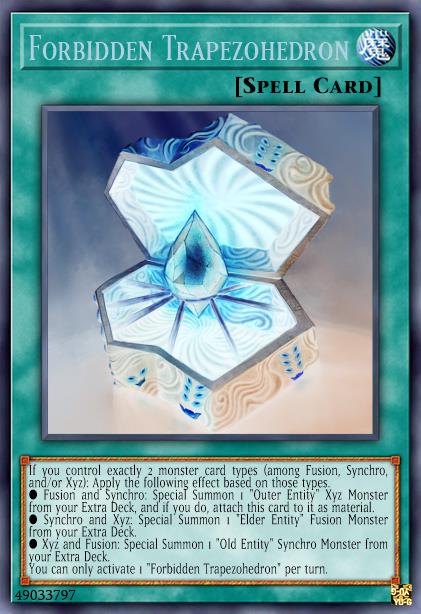 Forbidden Trapezohedron
[Spell Card]
If you control exactly 2 monster card types (among Fusion, Synchro,
and/or Xyz): Apply the following effect based on those types.
● Fusion and Synchro: Special Summon 1 "Outer Entity" Xyz Monster
from your Extra Deck, and if you do, attach this card to it as material.
● Synchro and Xyz: Special Summon 1 "Elder Entity" Fusion Monster
from your Extra Deck.
● Xyz and Fusion: Special Summon 1 "Old Entity" Synchro Monster from
your Extra Deck.
You can only activate 1 "Forbidden Trapezohedron" per turn.
49033797